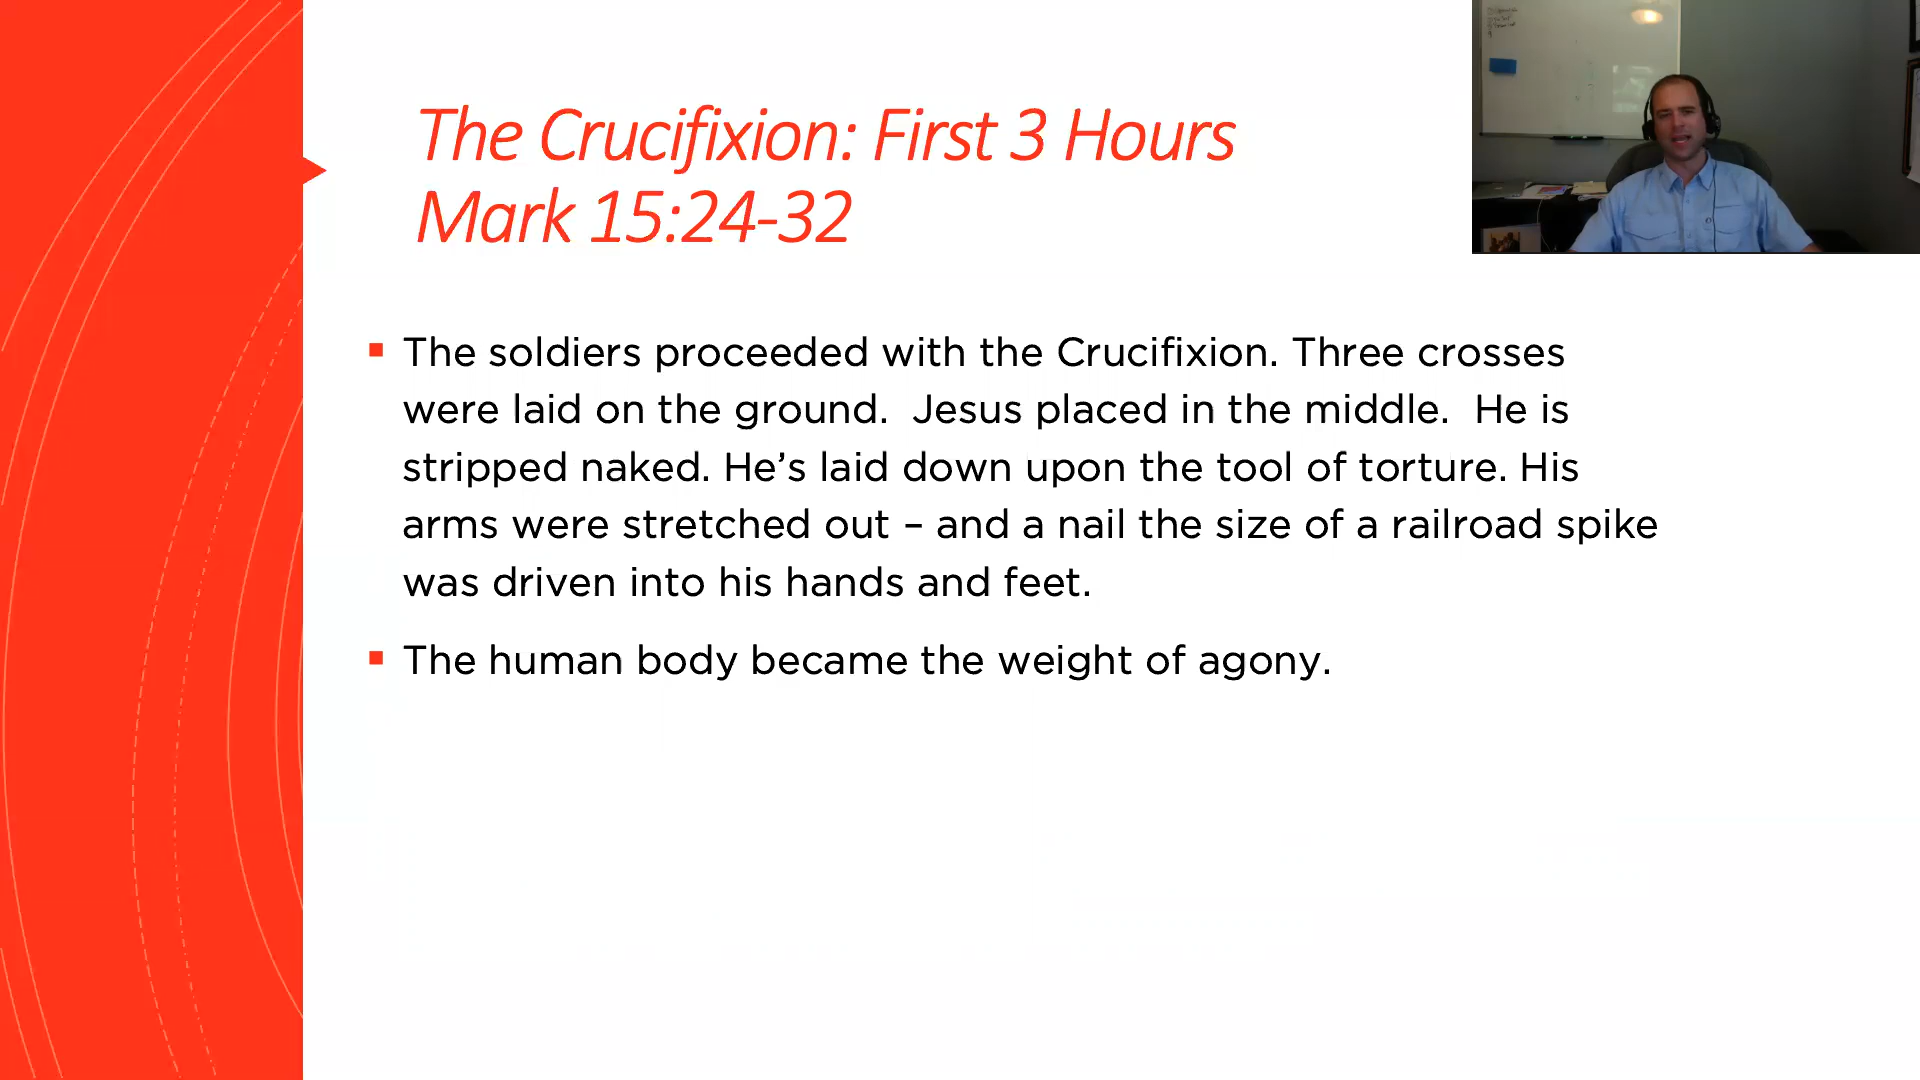 The Crucifixion: First 3 Hours
Mark 15:24-32
The soldiers proceeded with the Crucifixion. Three crosses
were laid on the ground.  Jesus placed in the middle.  He is
stripped naked. He’s laid down upon the tool of torture. His
arms were stretched out – and a nail the size of a railroad spike
was driven into his hands and feet.
The human body became the weight of agony.